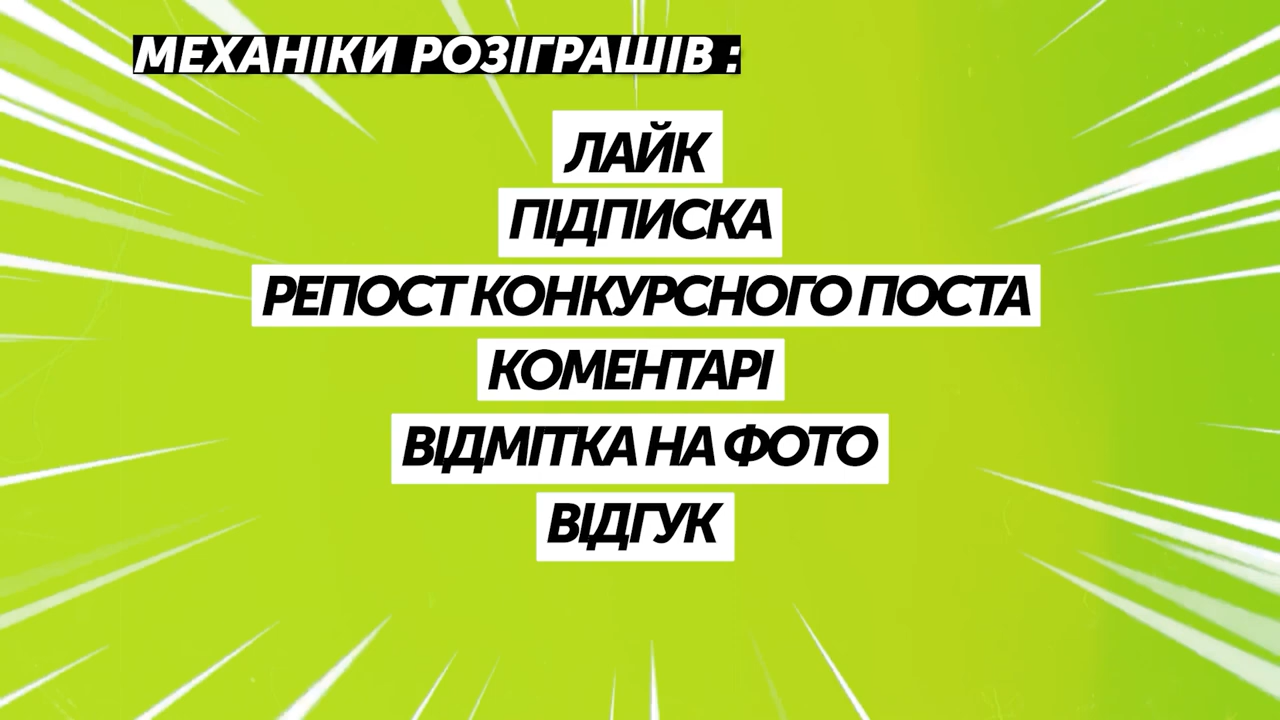 МЕХАНІКИ РОЗІГРАШІВ :
ЛАЙК
ПІДПИСКА
РЕПОСТ КОНКУРСНОГО ПОСТА
КОМЕНТАРІ
ВІДМІТКА НА ФОТО
ВІДГУК